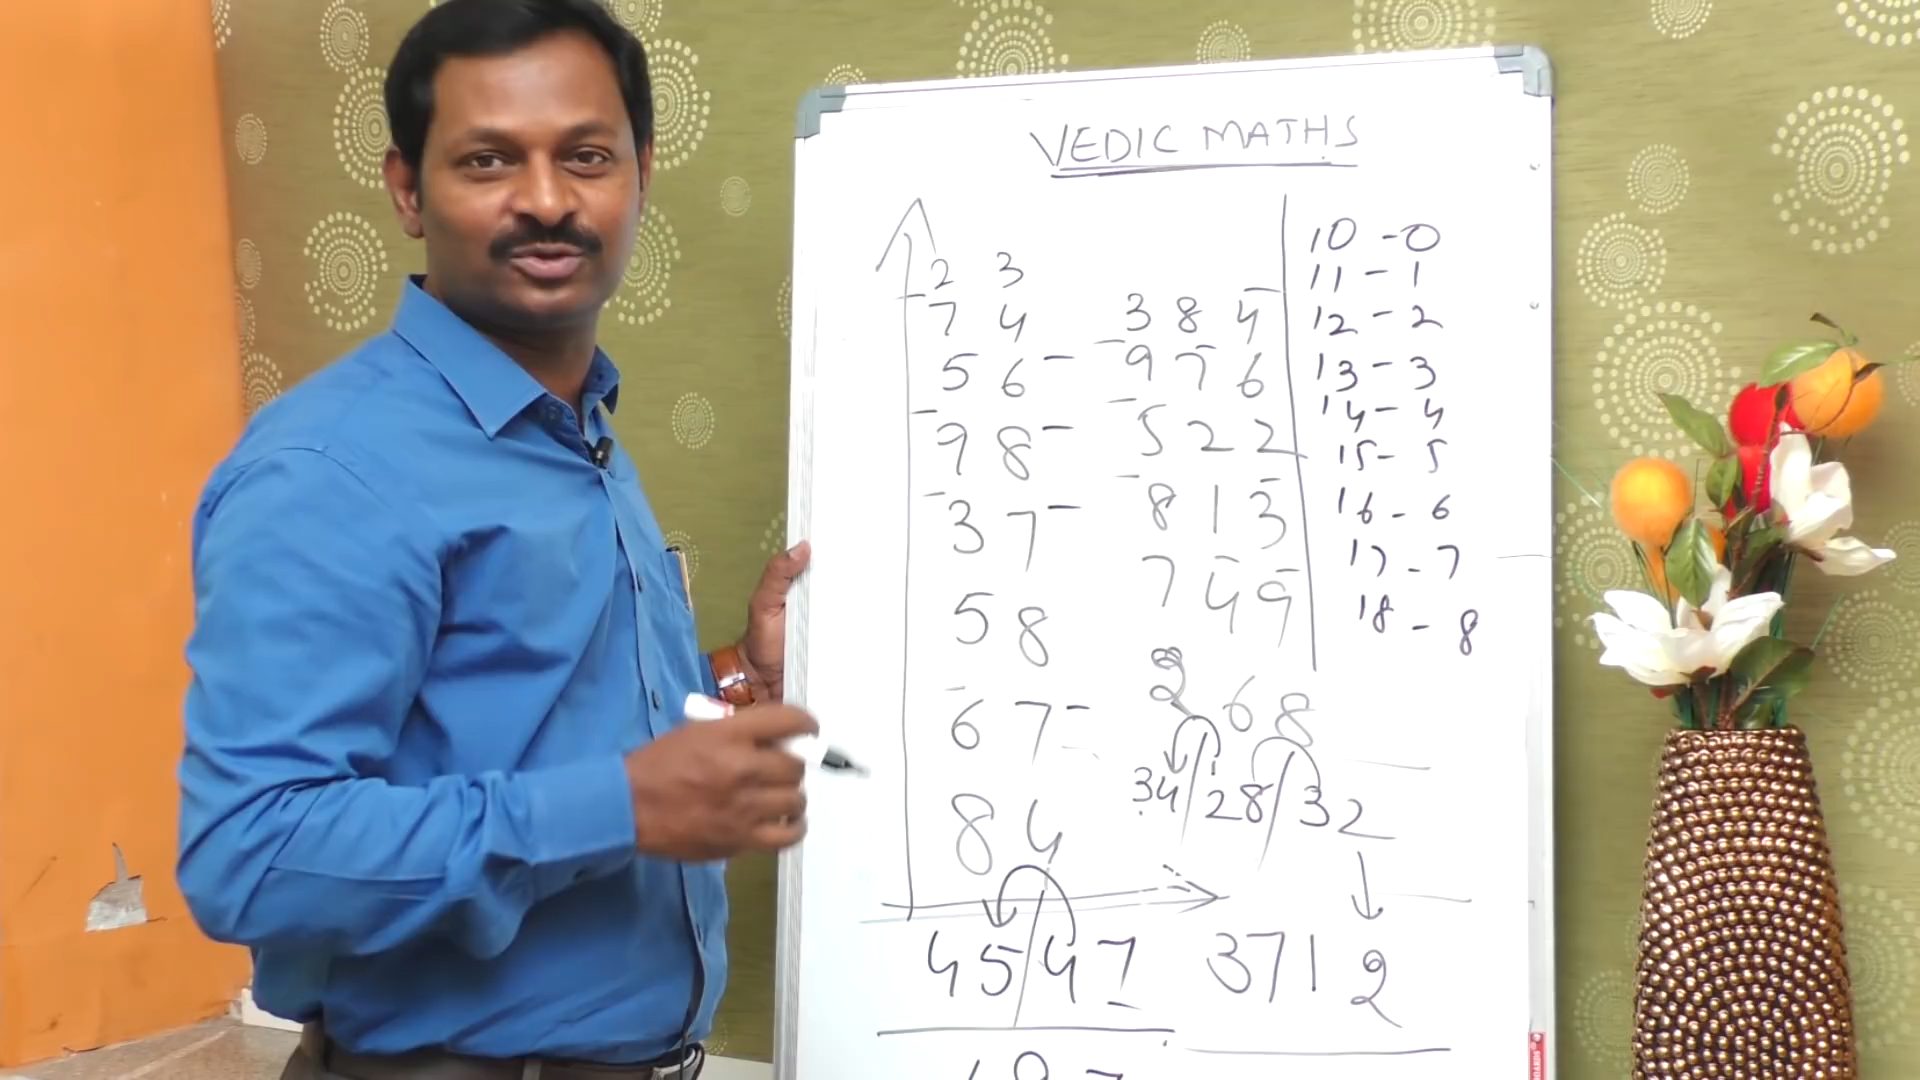 VEDIC MATHS
2 3
7 4
5 6 -
9 8 -
3 7 -
5 8
6 7 -
8 4
45/47
3 8 4
9 7 6
5 2 2
8 1 3
7 4 9
2 6 8
34/28/32
3712
10 - 0
11 - 1
12 - 2
13 - 3
14 - 4
15 - 5
16 - 6
17 - 7
18 - 8